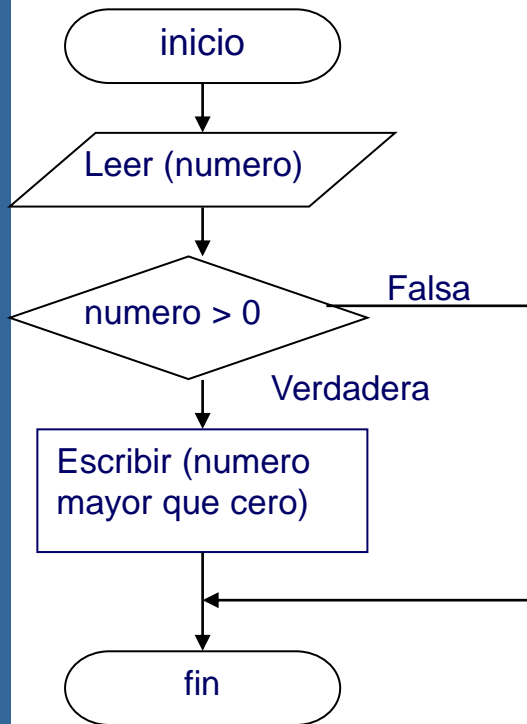 inicio
Leer (numero)
numero > 0
Falsa
Verdadera
Escribir (numero
mayor que cero)
fin